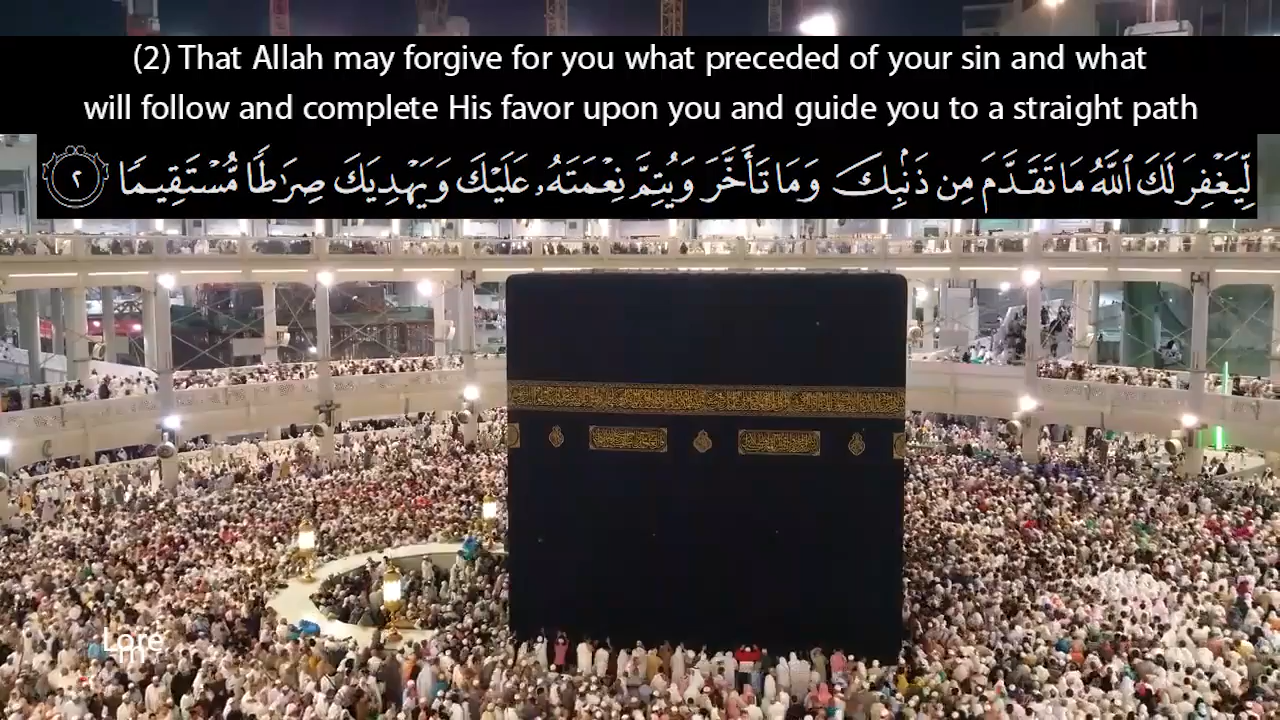 (2) That Allah may forgive for you what preceded of your sin and what
will follow and complete His favor upon you and guide you to a straight path
لِّيَغْفِرَ لَكَ ٱللَّهُ مَا تَقَدَّمَ مِن ذَنۢبِكَ وَمَا تَأَخَّرَ وَيُتِمَّ نِعْمَتَهُۥ عَلَيْكَ وَيَهْدِيَكَ صِرَٰطًا مُّسْتَقِيمًا ٢
Lore
m